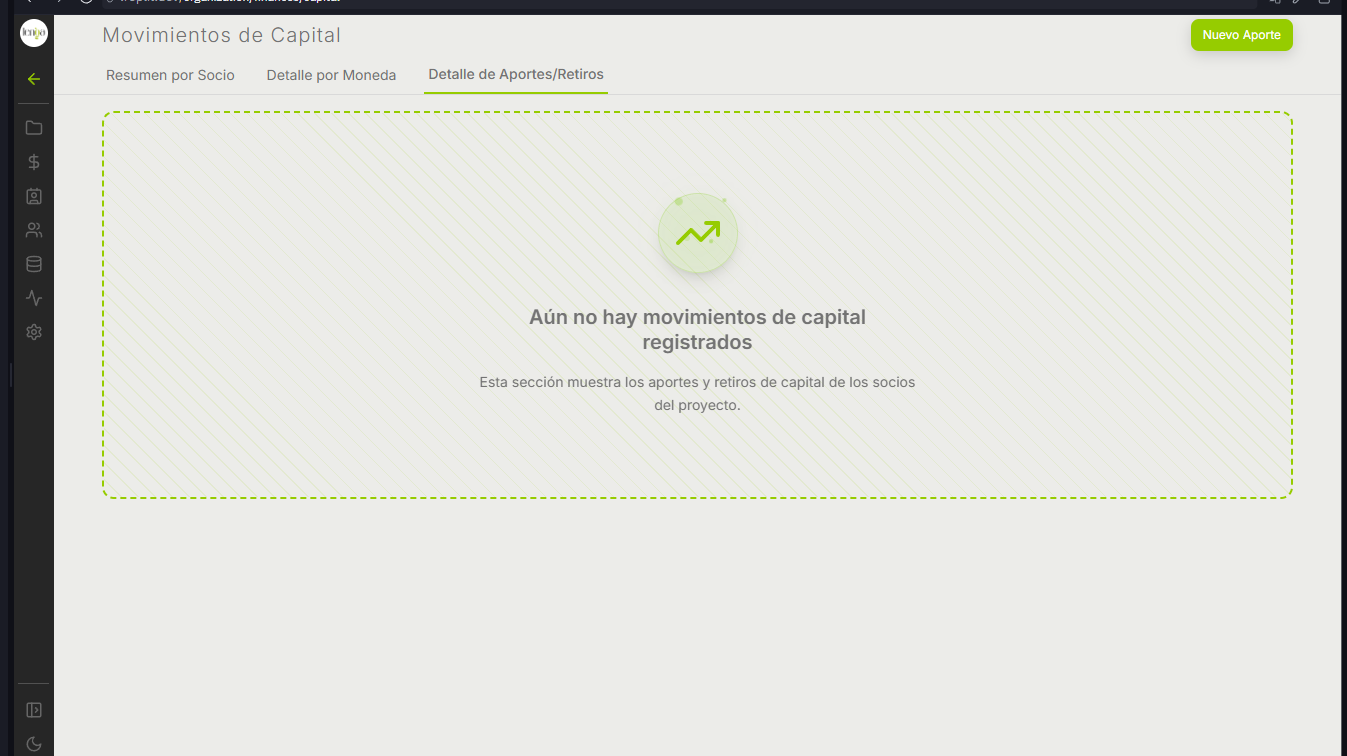 Movimientos de Capital
Nuevo Aporte
Resumen por Socio
Detalle por Moneda
Detalle de Aportes/Retiros
Aún no hay movimientos de capital
registrados
Esta sección muestra los aportes y retiros de capital de los socios
del proyecto.